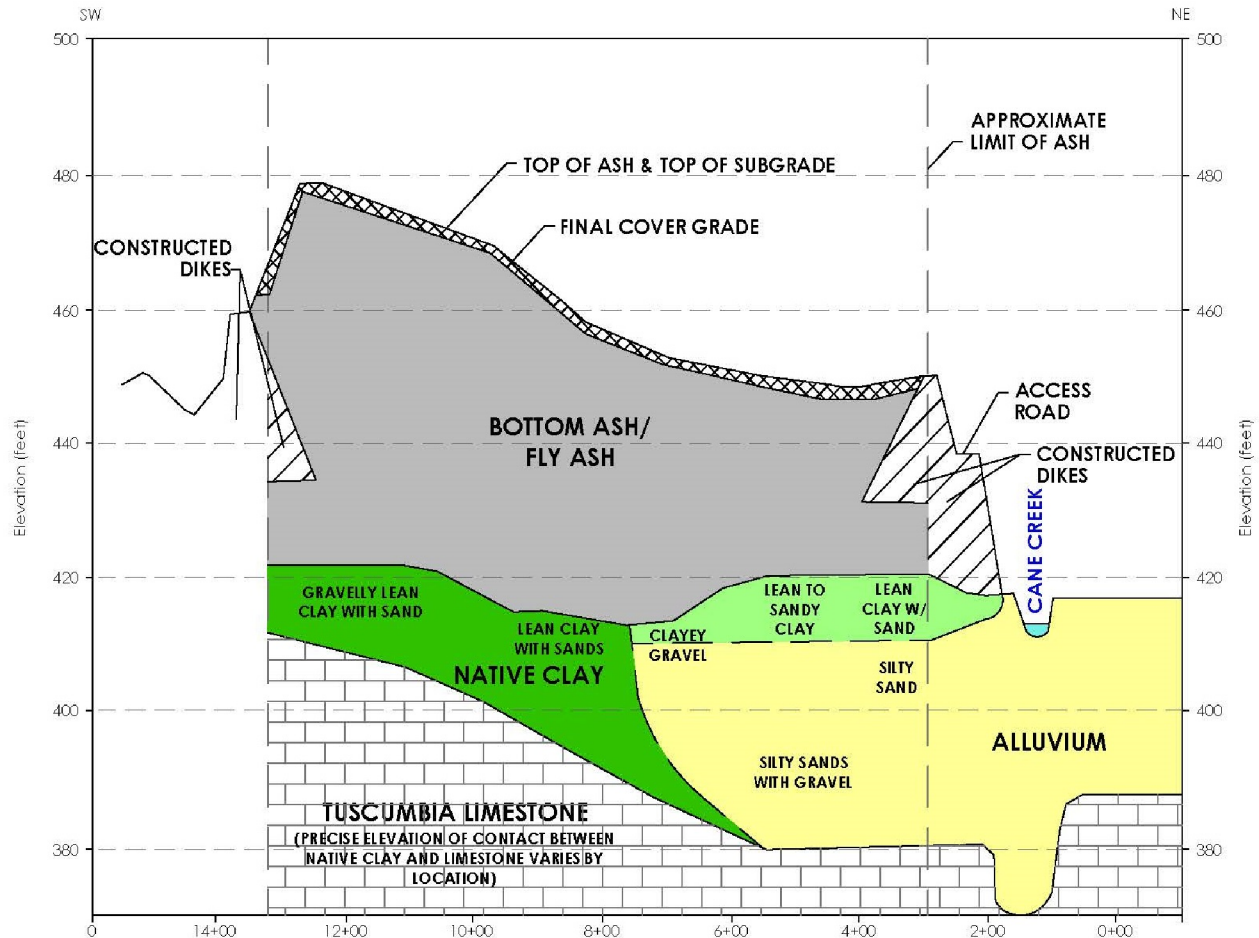 SW
NE
500
500
APPROXIMATE
LIMIT OF ASH
TOP OF ASH & TOP OF SUBGRADE
480
480
FINAL COVER GRADE
CONSTRUCTED
DIKES
460
460
ACCESS
ROAD
BOTTOM ASH/
FLY ASH
440
440
CONSTRUCTED
DIKES
Elevation (feet)
Elevation (feet)
CANE CREEK
420
420
GRAVELLY LEAN
CLAY WITH SAND
LEAN TO
SANDY
CLAY
LEAN
CLAY W/
SAND
LEAN CLAY
WITH SANDS
CLAYEY
GRAVEL
NATIVE CLAY
SILTY
SAND
400
400
ALLUVIUM
SILTY SANDS
WITH GRAVEL
TUSCUMBIA LIMESTONE
(PRECISE ELEVATION OF CONTACT BETWEEN
NATIVE CLAY AND LIMESTONE VARIES BY
LOCATION)
380
380
0
14+00
12+00
10+00
8+00
6+00
4+00
2+00
0+00